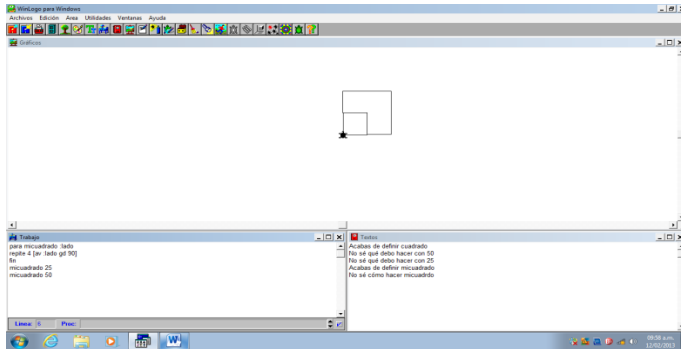 WinLogo para Windows
Archivos Edición Area Utilidades Ventanas Ayuda
Gráficos
Trabajo
para micuadrado :lado
repite 4 [av :lado gd 90]
fin
micuadrado 25
micuadrado 50
Línea: 6 Proc:
Textos
Acabas de definir cuadrado
No sé qué debo hacer con 50
No sé qué debo hacer con 25
Acabas de definir micuadrado
No sé cómo hacer micuadrdo
09:58 a.m.
12/02/2013